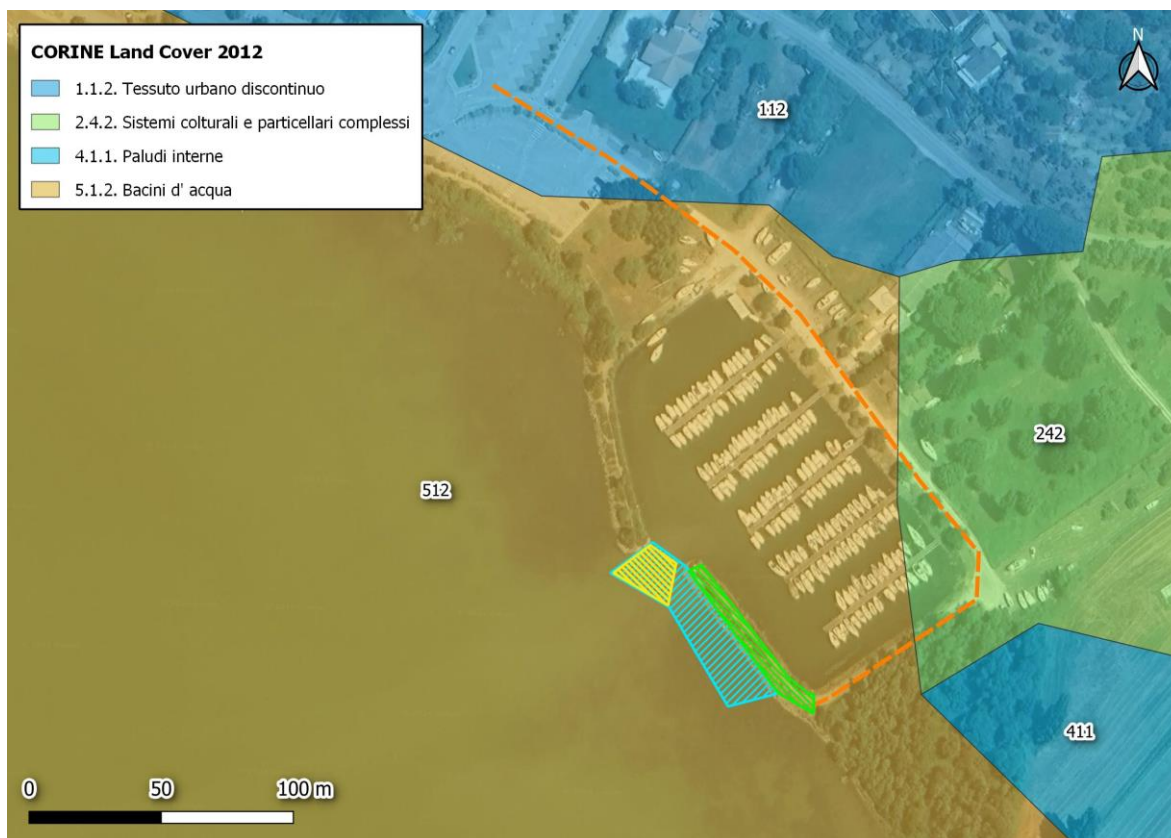 CORINE Land Cover 2012
1.1.2. Tessuto urbano discontinuo
2.4.2. Sistemi colturali e particellari complessi
4.1.1. Paludi interne
5.1.2. Bacini d' acqua
N
112
242
512
411
0 50 100 m